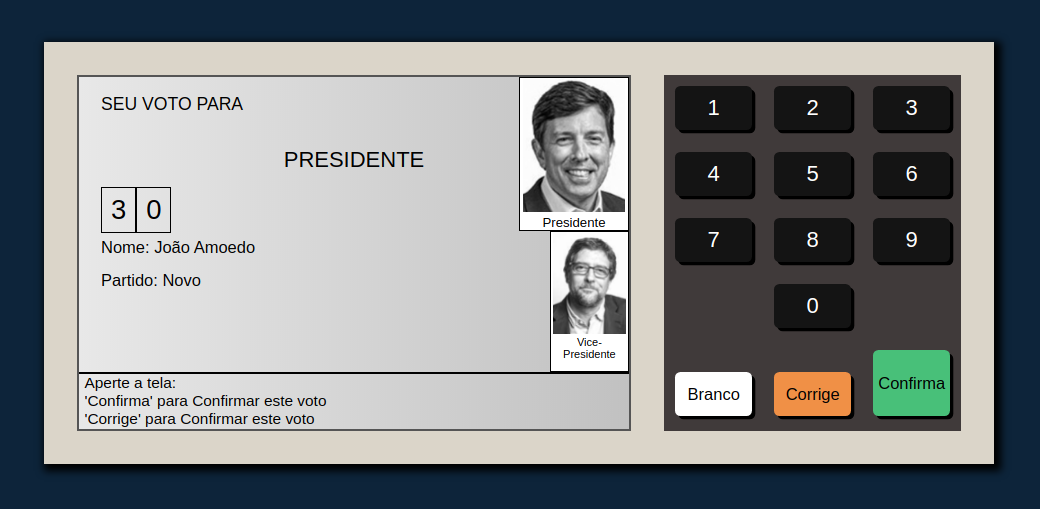 SEU VOTO PARA
PRESIDENTE
3 0
Nome: João Amoedo
Partido: Novo
Presidente
Vice-
Presidente
Aperte a tela:
'Confirma' para Confirmar este voto
'Corrige' para Confirmar este voto
1 2 3
4 5 6
7 8 9
0
Branco Corrige Confirma